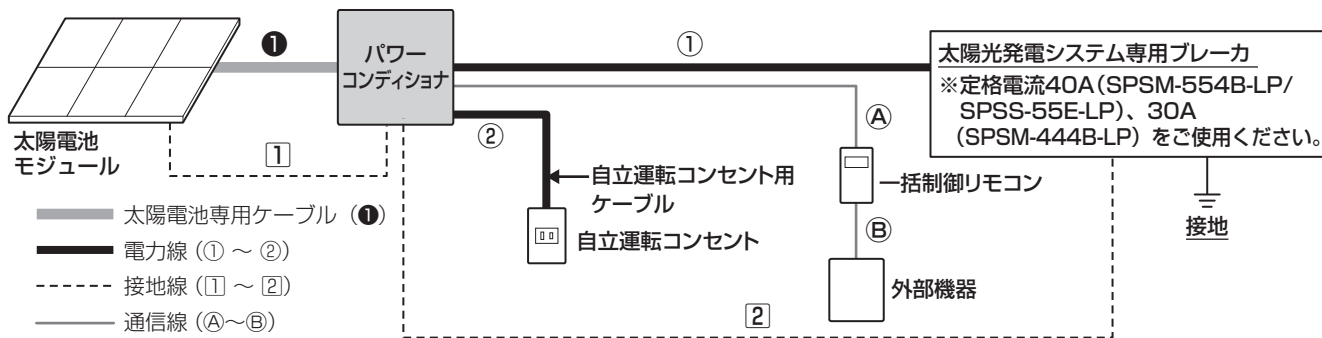 ❶
パワー
コンディショナ
①
太陽光発電システム専用ブレーカ
※定格電流40A(SPSM-554B-LP/
SPSS-55E-LP)、30A
(SPSM-444B-LP) をご使用ください。
太陽電池
モジュール
1
②
Ⓐ
自立運転コンセント用
ケーブル
一括制御リモコン
太陽電池専用ケーブル (❶)
自立運転コンセント
Ⓑ
接地
電力線 (① ～ ②)
接地線 (1 ～ 2)
外部機器
通信線 (Ⓐ～Ⓑ)
2